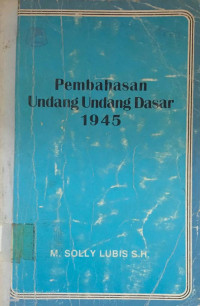 Pembahasan
Undang Undang Dasar
1945
M. SOLLY LUBIS S.H.